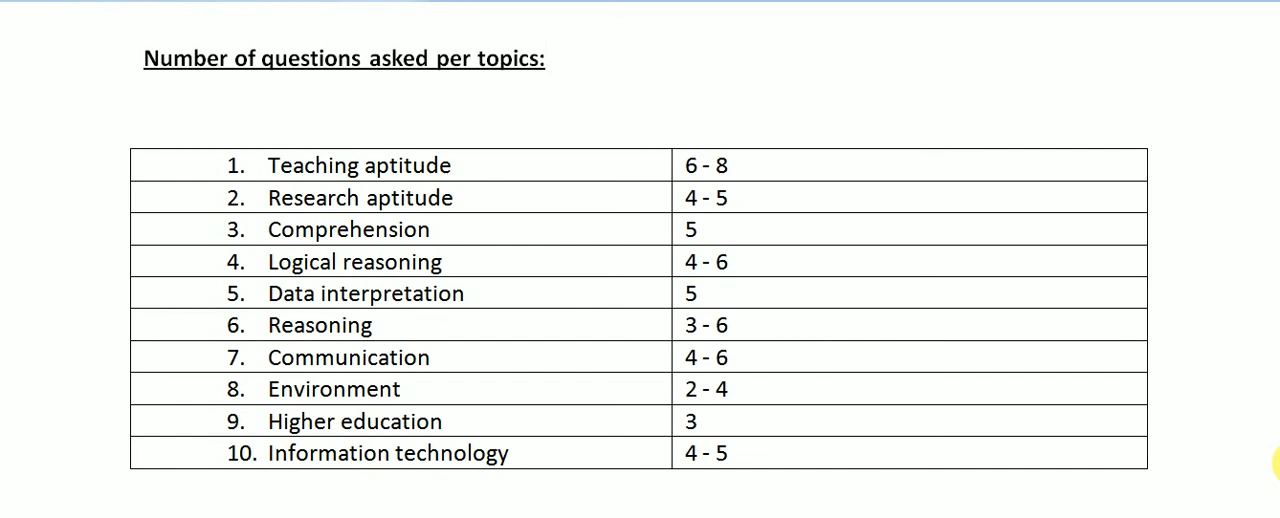 Number of questions asked per topics:
1. Teaching aptitude 6 - 8
2. Research aptitude 4 - 5
3. Comprehension 5
4. Logical reasoning 4 - 6
5. Data interpretation 5
6. Reasoning 3 - 6
7. Communication 4 - 6
8. Environment 2 - 4
9. Higher education 3
10. Information technology 4 - 5